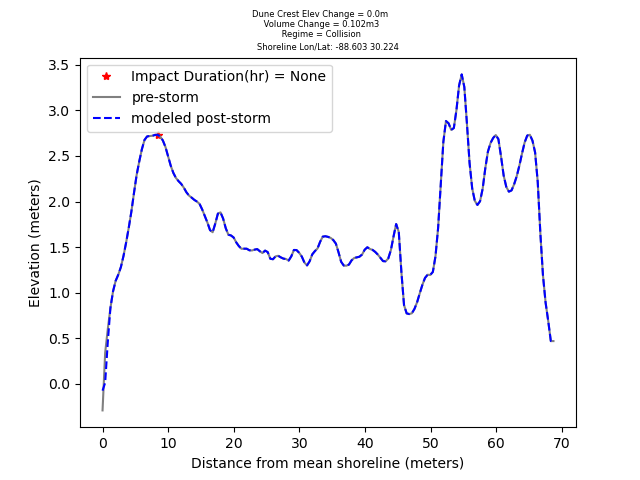 Dune Crest Elev Change = 0.0m
Volume Change = 0.102m3
Regime = Collision
Shoreline Lon/Lat: -88.603 30.224
Impact Duration(hr) = None
pre-storm
modeled post-storm
3.5
3.0
2.5
2.0
1.5
1.0
0.5
0.0
Elevation (meters)
0 10 20 30 40 50 60 70
Distance from mean shoreline (meters)